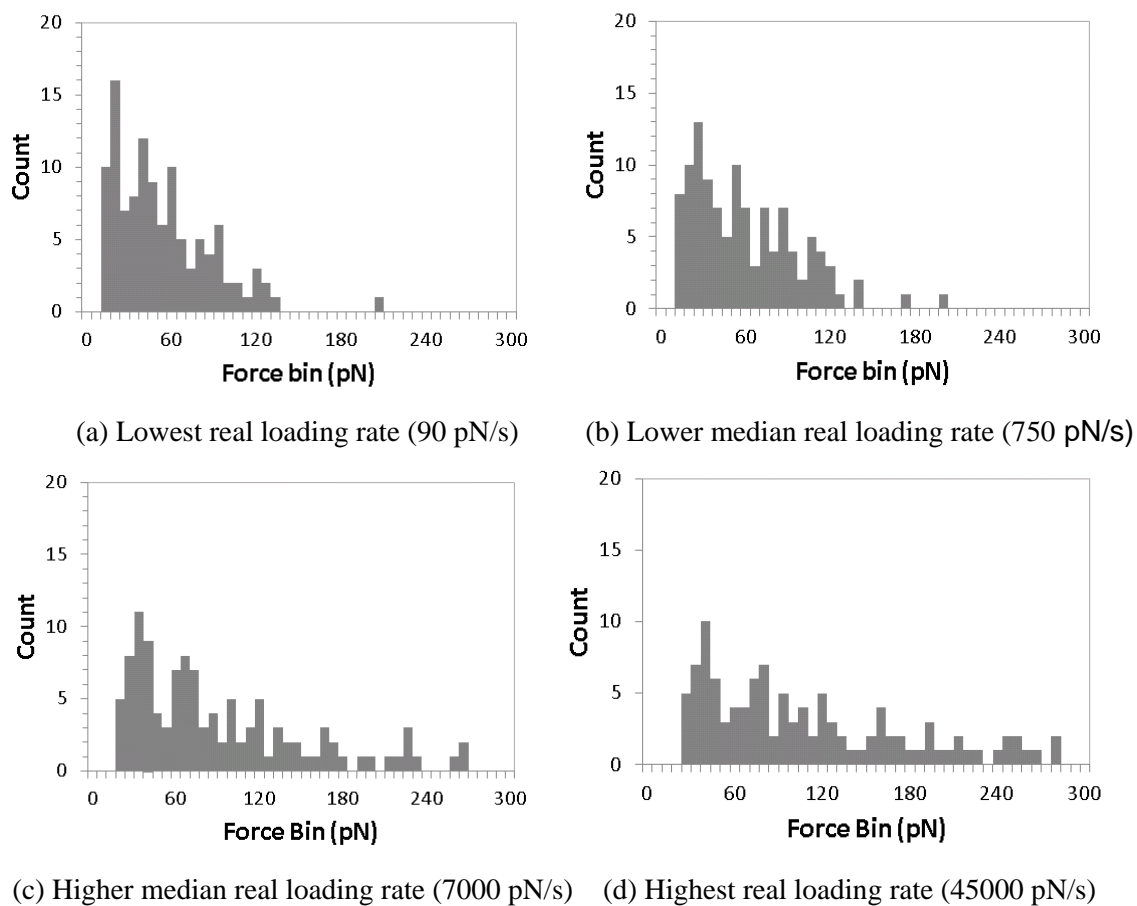 20
15
10
5
0
Count
0 60 120 180 240 300
Force bin (pN)
(a) Lowest real loading rate (90 pN/s)
20
15
10
5
0
Count
0 60 120 180 240 300
Force bin (pN)
(b) Lower median real loading rate (750 pN/s)
20
15
10
5
0
Count
0 60 120 180 240 300
Force Bin (pN)
(c) Higher median real loading rate (7000 pN/s)
20
15
10
5
0
Count
0 60 120 180 240 300
Force Bin (pN)
(d) Highest real loading rate (45000 pN/s)